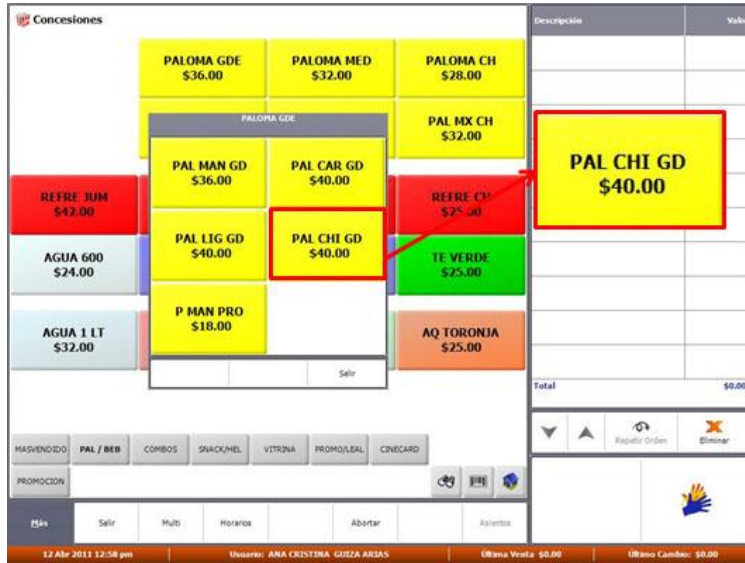 Concesiones
Descripción Valo
PALOMA GDE
$36.00
PALOMA MED
$32.00
PALOMA CH
$28.00
PALOMA GDE
PAL MX CH
$32.00
PAL MAN GD
$36.00
PAL CAR GD
$40.00
PAL CHI GD
$40.00
REFRE JUM
$42.00
REFRE CH
$25.00
PAL LIG GD
$40.00
PAL CHI GD
$40.00
AGUA 600
$24.00
TE VERDE
$25.00
P MAN PRO
$18.00
AGUA 1 LT
$32.00
AQ TORONJA
$25.00
Salir
Total $0.00
Repetir Orden
Eliminar
MASVENDIDO
PAL / BEB
COMBOS
SNACK/HEL
VITRINA
PROMO/LEAL
CINECARD
PROMOCION
Más
Salir
Multi
Horarios
Abortar
Asientos
12 Abr 2011 12:58 pm
Usuario: ANA CRISTINA GUIZA ARIAS
Última Venta $0.00
Último Cambio: $0.00